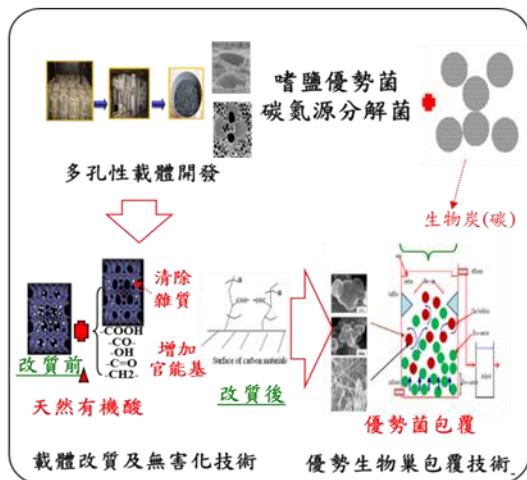 嗜鹽優勢菌
碳氮源分解菌
多孔性載體開發
生物炭(碳)
清除
雜質
-COOH
-CO-
-OH
-C=O
-CH2-
增加
官能基
改質前
天然有機酸
coo-
Surface of carbon materials
改質後
優勢菌包覆
載體改質及無害化技術
優勢生物巢包覆技術